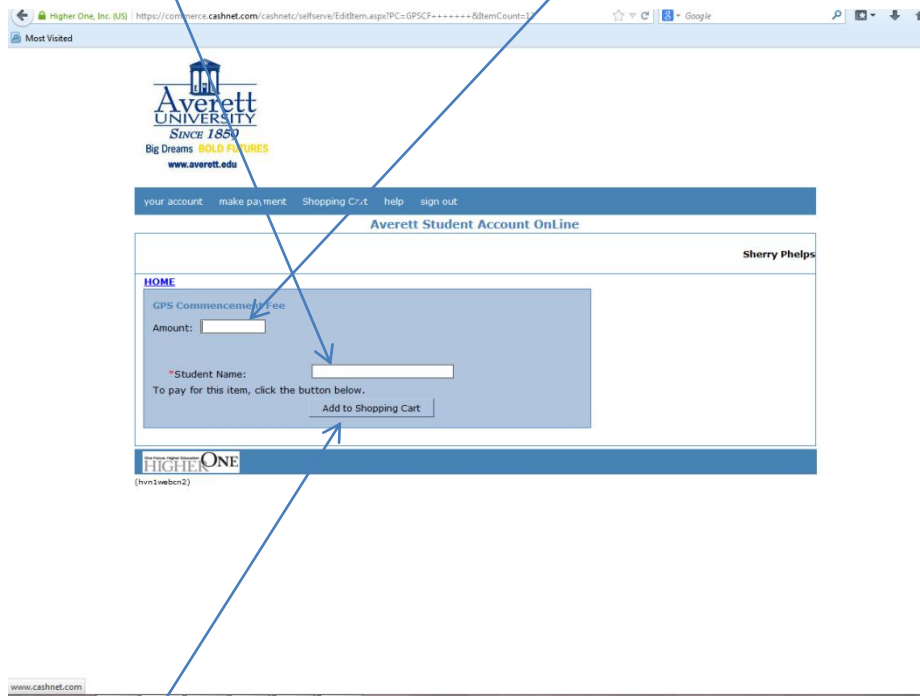 Higher One, Inc. (US) https://commerce.cashnet.com/cashnetc/selfserve/EditItem.aspx?PC=GPSCF+++++++&ItemCount=1 Google
Most Visited
Averett
UNIVERSITY
SINCE 1859
Big Dreams BOLD FUTURES
www.averett.edu
your account make payment Shopping Cart help sign out
Averett Student Account OnLine
Sherry Phelps
HOME
GPS Commencement Fee
Amount:
*Student Name:
To pay for this item, click the button below.
Add to Shopping Cart
HIGHER ONE
(hvn1webcn2)
www.cashnet.com